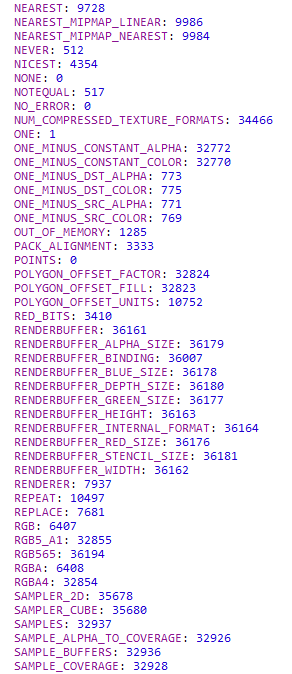 NEAREST: 9728
NEAREST_MIPMAP_LINEAR: 9986
NEAREST_MIPMAP_NEAREST: 9984
NEVER: 512
NICEST: 4354
NONE: 0
NOTEQUAL: 517
NO_ERROR: 0
NUM_COMPRESSED_TEXTURE_FORMATS: 34466
ONE: 1
ONE_MINUS_CONSTANT_ALPHA: 32772
ONE_MINUS_CONSTANT_COLOR: 32770
ONE_MINUS_DST_ALPHA: 773
ONE_MINUS_DST_COLOR: 775
ONE_MINUS_SRC_ALPHA: 771
ONE_MINUS_SRC_COLOR: 769
OUT_OF_MEMORY: 1285
PACK_ALIGNMENT: 3333
POINTS: 0
POLYGON_OFFSET_FACTOR: 32824
POLYGON_OFFSET_FILL: 32823
POLYGON_OFFSET_UNITS: 10752
RED_BITS: 3410
RENDERBUFFER: 36161
RENDERBUFFER_ALPHA_SIZE: 36179
RENDERBUFFER_BINDING: 36007
RENDERBUFFER_BLUE_SIZE: 36178
RENDERBUFFER_DEPTH_SIZE: 36180
RENDERBUFFER_GREEN_SIZE: 36177
RENDERBUFFER_HEIGHT: 36163
RENDERBUFFER_INTERNAL_FORMAT: 36164
RENDERBUFFER_RED_SIZE: 36176
RENDERBUFFER_STENCIL_SIZE: 36181
RENDERBUFFER_WIDTH: 36162
RENDERER: 7937
REPEAT: 10497
REPLACE: 7681
RGB: 6407
RGB5_A1: 32855
RGB565: 36194
RGBA: 6408
RGBA4: 32854
SAMPLER_2D: 35678
SAMPLER_CUBE: 35680
SAMPLES: 32937
SAMPLE_ALPHA_TO_COVERAGE: 32926
SAMPLE_BUFFERS: 32936
SAMPLE_COVERAGE: 32928